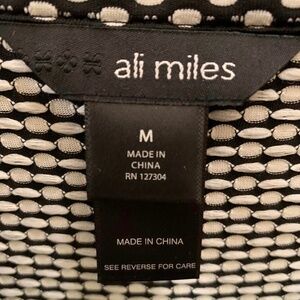 ali miles
M
MADE IN
CHINA
RN 127304
MADE IN CHINA
SEE REVERSE FOR CARE